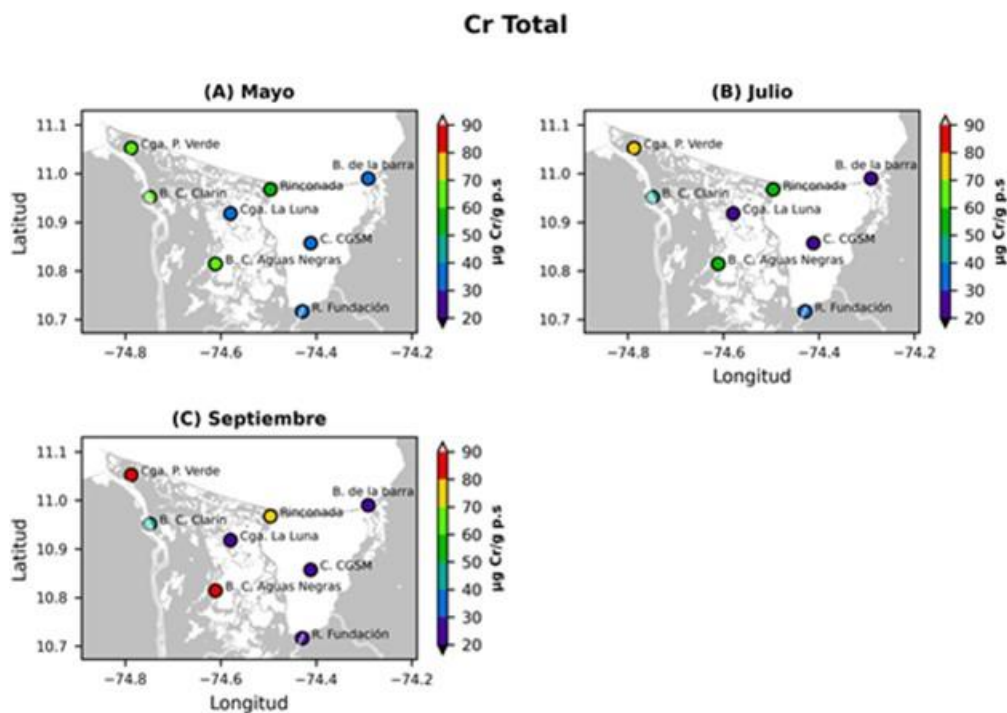 Cr Total
(A) Mayo
11.1
11.0
10.9
10.8
10.7
Latitud
Cga. P. Verde
B. de la barra
B. C. Clarin
Rinconada
Cga. La Luna
C. CGSM
B. C. Aguas Negras
R. Fundación
−74.8 −74.6 −74.4 −74.2
90
80
70
60
50
40
30
20
µg Cr/g p.s
(B) Julio
11.1
11.0
10.9
10.8
10.7
Cga. P. Verde
B. de la barra
B. C. Clarin
Rinconada
Cga. La Luna
C. CGSM
B. C. Aguas Negras
R. Fundación
−74.8 −74.6 −74.4 −74.2
Longitud
90
80
70
60
50
40
30
20
µg Cr/g p.s
(C) Septiembre
11.1
11.0
10.9
10.8
10.7
Latitud
Cga. P. Verde
B. de la barra
B. C. Clarin
Rinconada
Cga. La Luna
C. CGSM
B. C. Aguas Negras
R. Fundación
−74.8 −74.6 −74.4 −74.2
Longitud
90
80
70
60
50
40
30
20
µg Cr/g p.s